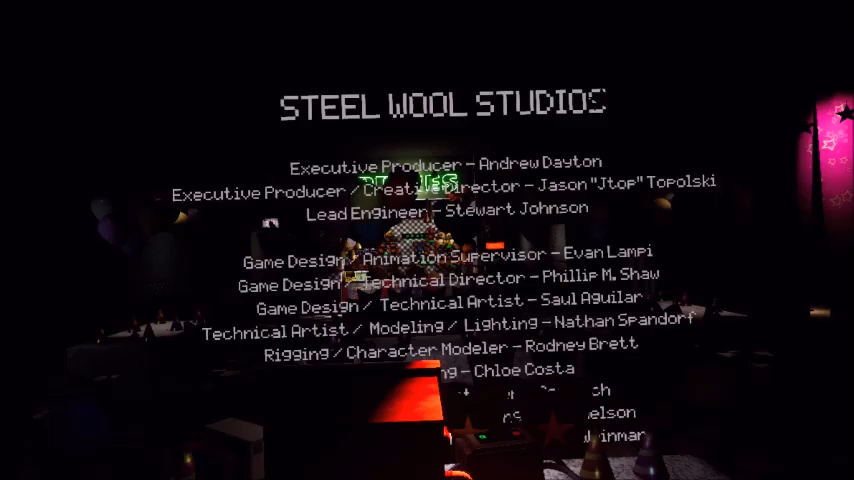 STEEL WOOL STUDIOS
Executive Producer - Andrew Dayton
Executive Producer / Creative Director - Jason "Jtop" Topolski
Lead Engineer - Stewart Johnson
Game Design / Animation Supervisor - Evan Lampi
Game Design / Technical Director - Phillip M. Shaw
Game Design / Technical Artist - Saul Aguilar
Technical Artist / Modeling / Lighting - Nathan Spandorf
Rigging / Character Modeler - Rodney Brett
- Chloe Costa